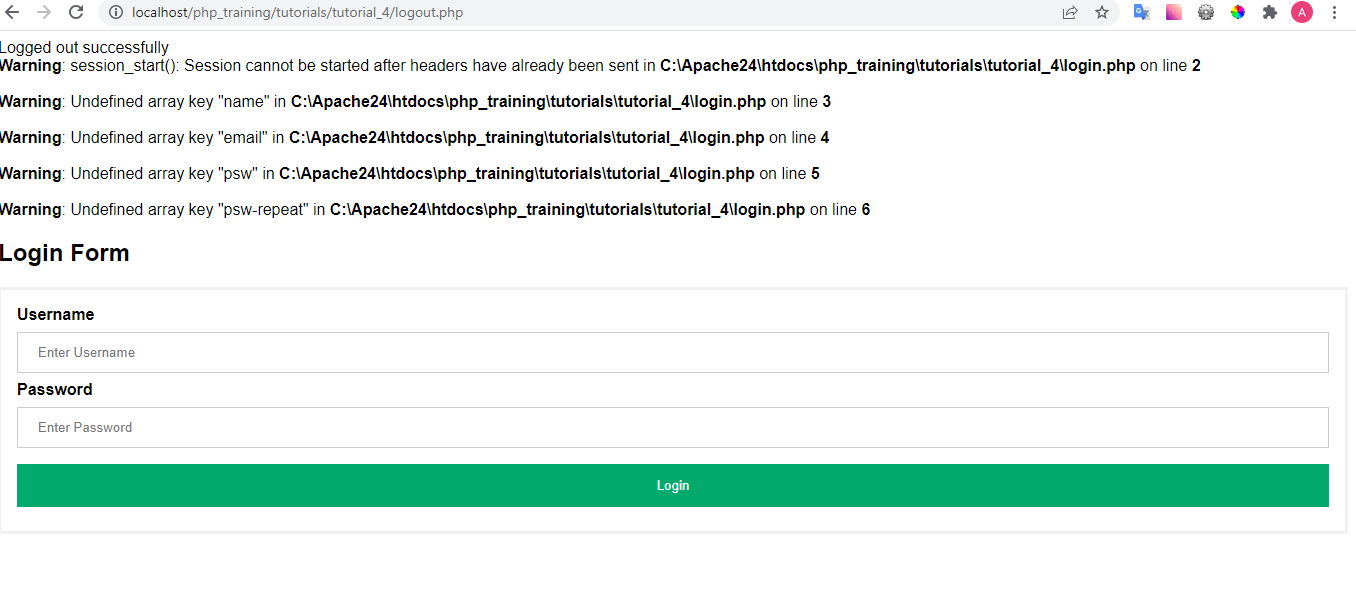 localhost/php_training/tutorials/tutorial_4/logout.php
A
Logged out successfully
Warning: session_start(): Session cannot be started after headers have already been sent in C:\Apache24\htdocs\php_training\tutorials\tutorial_4\login.php on line 2
Warning: Undefined array key "name" in C:\Apache24\htdocs\php_training\tutorials\tutorial_4\login.php on line 3
Warning: Undefined array key "email" in C:\Apache24\htdocs\php_training\tutorials\tutorial_4\login.php on line 4
Warning: Undefined array key "psw" in C:\Apache24\htdocs\php_training\tutorials\tutorial_4\login.php on line 5
Warning: Undefined array key "psw-repeat" in C:\Apache24\htdocs\php_training\tutorials\tutorial_4\login.php on line 6
Login Form
Username
Enter Username
Password
Enter Password
Login